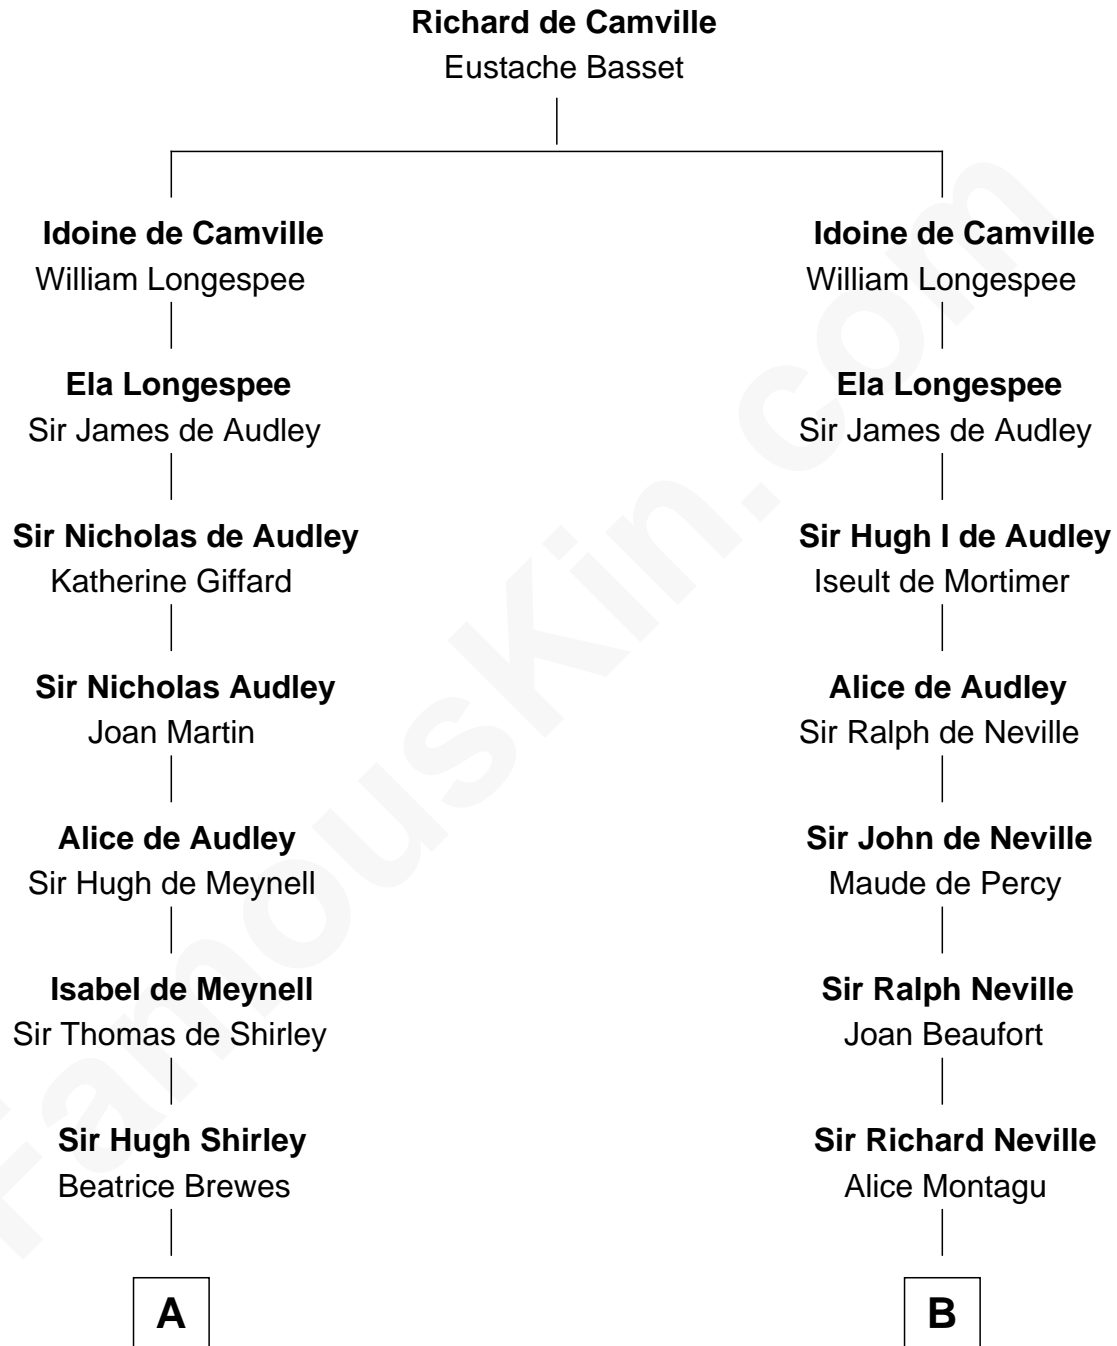 Richard de Camville
Eustache Basset
Idoine de Camville
William Longespee
Ela Longespee
Sir James de Audley
Sir Nicholas de Audley
Katherine Giffard
Sir Nicholas Audley
Joan Martin
Alice de Audley
Sir Hugh de Meynell
Isabel de Meynell
Sir Thomas de Shirley
Sir Hugh Shirley
Beatrice Brewes
A
Idoine de Camville
William Longespee
Ela Longespee
Sir James de Audley
Sir Hugh I de Audley
Iseult de Mortimer
Alice de Audley
Sir Ralph de Neville
Sir John de Neville
Maude de Percy
Sir Ralph Neville
Joan Beaufort
Sir Richard Neville
Alice Montagu
B
FamousKin.com